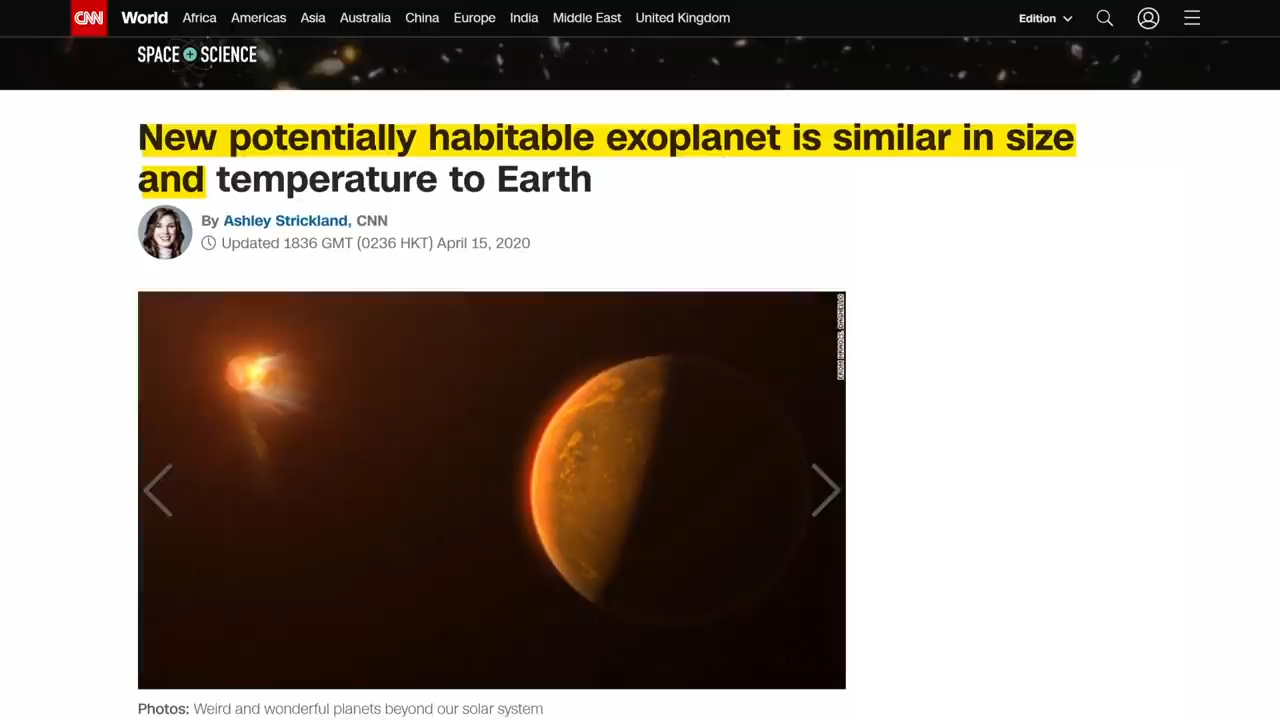 CNN World Africa Americas Asia Australia China Europe India Middle East United Kingdom Edition
SPACE + SCIENCE
New potentially habitable exoplanet is similar in size
and temperature to Earth
By Ashley Strickland, CNN
Updated 1836 GMT (0236 HKT) April 15, 2020
Photos: Weird and wonderful planets beyond our solar system